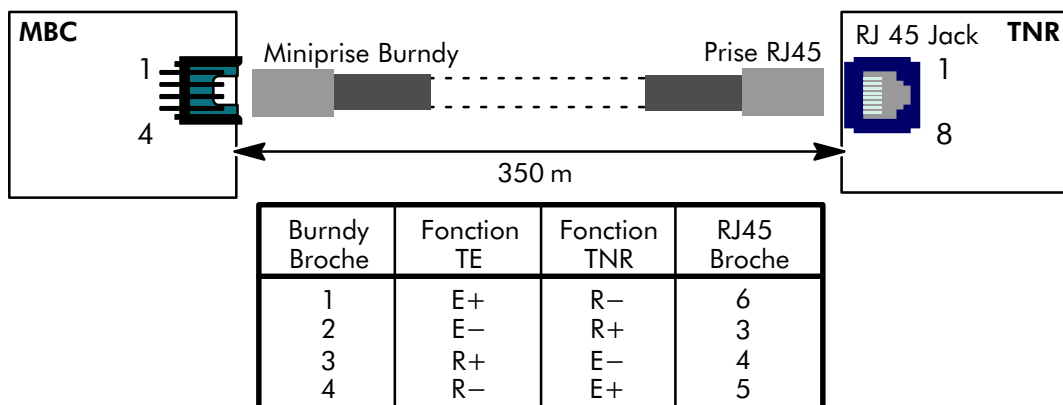 MBC
Miniprise Burndy
Prise RJ45
RJ 45 Jack
TNR
1
4
1
8
350 m
Burndy Broche Fonction TE Fonction TNR RJ45 Broche
1 E+ R− 6
2 E− R+ 3
3 R+ E− 4
4 R− E+ 5